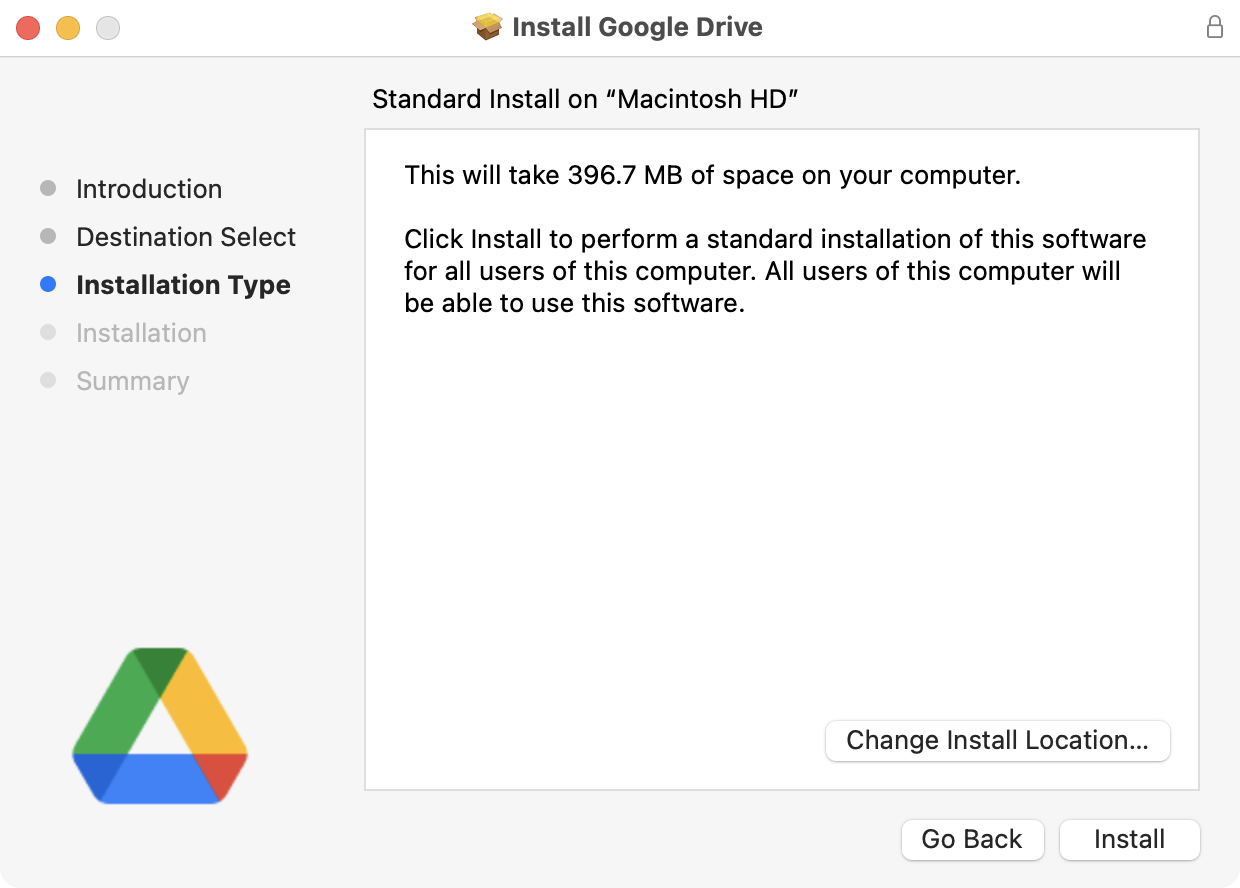 Install Google Drive
Standard Install on “Macintosh HD”
Introduction
Destination Select
Installation Type
Installation
Summary
This will take 396.7 MB of space on your computer.
Click Install to perform a standard installation of this software
for all users of this computer. All users of this computer will
be able to use this software.
Change Install Location...
Go Back
Install